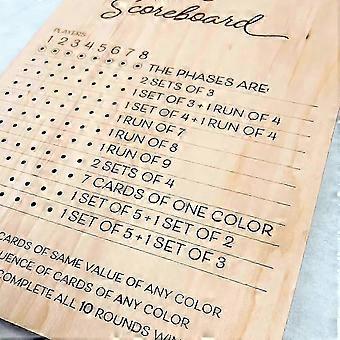 Scoreboard
PLAYERS
1 2 3 4 5 6 7 8
THE PHASES ARE:
2 SETS OF 3
1 SET OF 3 + 1 RUN OF 4
1 SET OF 4 + 1 RUN OF 4
1 RUN OF 7
1 RUN OF 8
1 RUN OF 9
2 SETS OF 4
7 CARDS OF ONE COLOR
1 SET OF 5 + 1 SET OF 2
1 SET OF 5 + 1 SET OF 3
CARDS OF SAME VALUE OF ANY COLOR
UENCE OF CARDS OF ANY COLOR
COMPLETE ALL 10 ROUNDS WIN